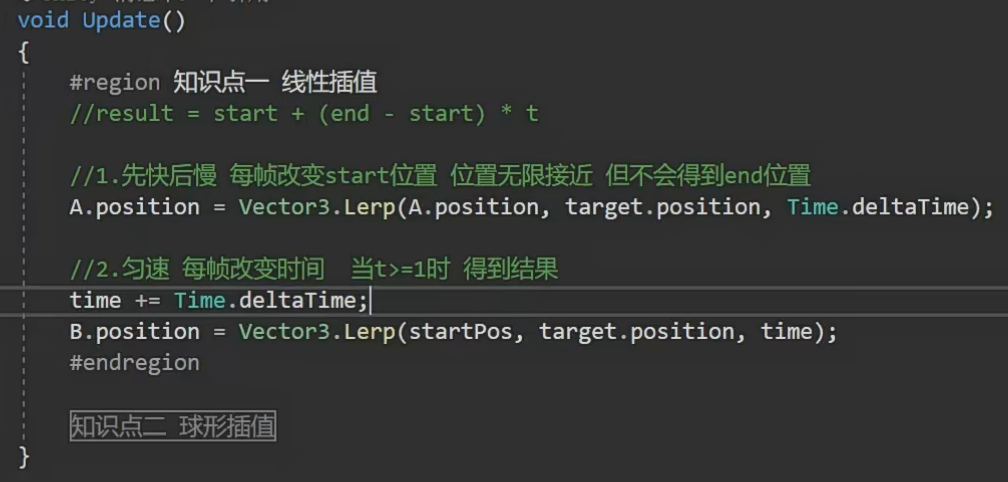 void Update()
{
#region 知识点一 线性插值
//result = start + (end - start) * t
//1.先快后慢 每帧改变start位置 位置无限接近 但不会得到end位置
A.position = Vector3.Lerp(A.position, target.position, Time.deltaTime);
//2.匀速 每帧改变时间 当t>=1时 得到结果
time += Time.deltaTime;
B.position = Vector3.Lerp(startPos, target.position, time);
#endregion
知识点二 球形插值
}